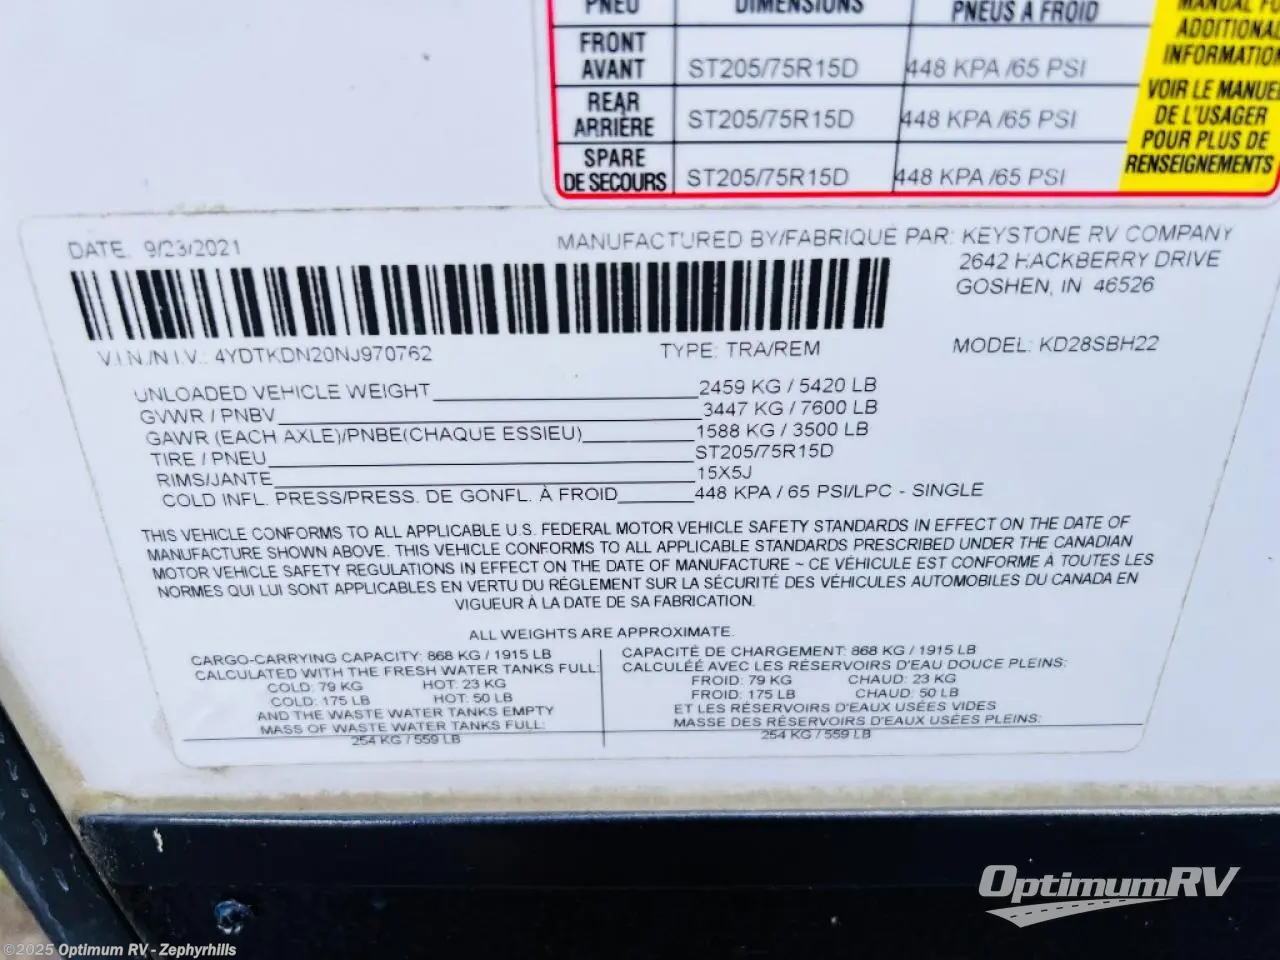 PNEU DIMENSIONS PNEUS A FROID
FRONT
AVANT ST205/75R15D 448 KPA /65 PSI
REAR
ARRIÈRE ST205/75R15D 448 KPA /65 PSI
SPARE
DE SECOURS ST205/75R15D 448 KPA /65 PSI
MANUAL FO
ADDITIONAL
INFORMATION
VOIR LE MANUEL
DE L'USAGER
POUR PLUS DE
RENSEIGNEMENTS
DATE. 9/23/2021
MANUFACTURED BY/FABRIQUE PAR: KEYSTONE RV COMPANY
2642 HACKBERRY DRIVE
GOSHEN, IN 46526
V.I.N./N.I.V.: 4YDTKDN20NJ970762 TYPE: TRA/REM MODEL: KD28SBH22
UNLOADED VEHICLE WEIGHT 2459 KG / 5420 LB
GVWR / PNBV 3447 KG / 7600 LB
GAWR (EACH AXLE)/PNBE(CHAQUE ESSIEU) 1588 KG / 3500 LB
TIRE / PNEU ST205/75R15D
RIMS/JANTE 15X5J
COLD INFL. PRESS/PRESS. DE GONFL. À FROID 448 KPA / 65 PSI/LPC - SINGLE
THIS VEHICLE CONFORMS TO ALL APPLICABLE U.S. FEDERAL MOTOR VEHICLE SAFETY STANDARDS IN EFFECT ON THE DATE OF
MANUFACTURE SHOWN ABOVE. THIS VEHICLE CONFORMS TO ALL APPLICABLE STANDARDS PRESCRIBED UNDER THE CANADIAN
MOTOR VEHICLE SAFETY REGULATIONS IN EFFECT ON THE DATE OF MANUFACTURE ~ CE VÉHICULE EST CONFORME À TOUTES LES
NORMES QUI LUI SONT APPLICABLES EN VERTU DU RÉGLEMENT SUR LA SÉCURITÉ DES VÉHICULES AUTOMOBILES DU CANADA EN
VIGUEUR À LA DATE DE SA FABRICATION.
ALL WEIGHTS ARE APPROXIMATE.
CARGO-CARRYING CAPACITY: 868 KG / 1915 LB
CALCULATED WITH THE FRESH WATER TANKS FULL:
COLD: 79 KG HOT: 23 KG
COLD: 175 LB HOT: 50 LB
AND THE WASTE WATER TANKS EMPTY
MASS OF WASTE WATER TANKS FULL:
254 KG / 559 LB
CAPACITÉ DE CHARGEMENT: 868 KG / 1915 LB
CALCULÉE AVEC LES RÉSERVOIRS D'EAU DOUCE PLEINS:
FROID: 79 KG CHAUD: 23 KG
FROID: 175 LB CHAUD: 50 LB
ET LES RÉSERVOIRS D'EAUX USÉES VIDES
MASSE DES RÉSERVOIRS D'EAUX USÉES PLEINS:
254 KG / 559 LB
OptimumRV
©2025 Optimum RV - Zephyrhills